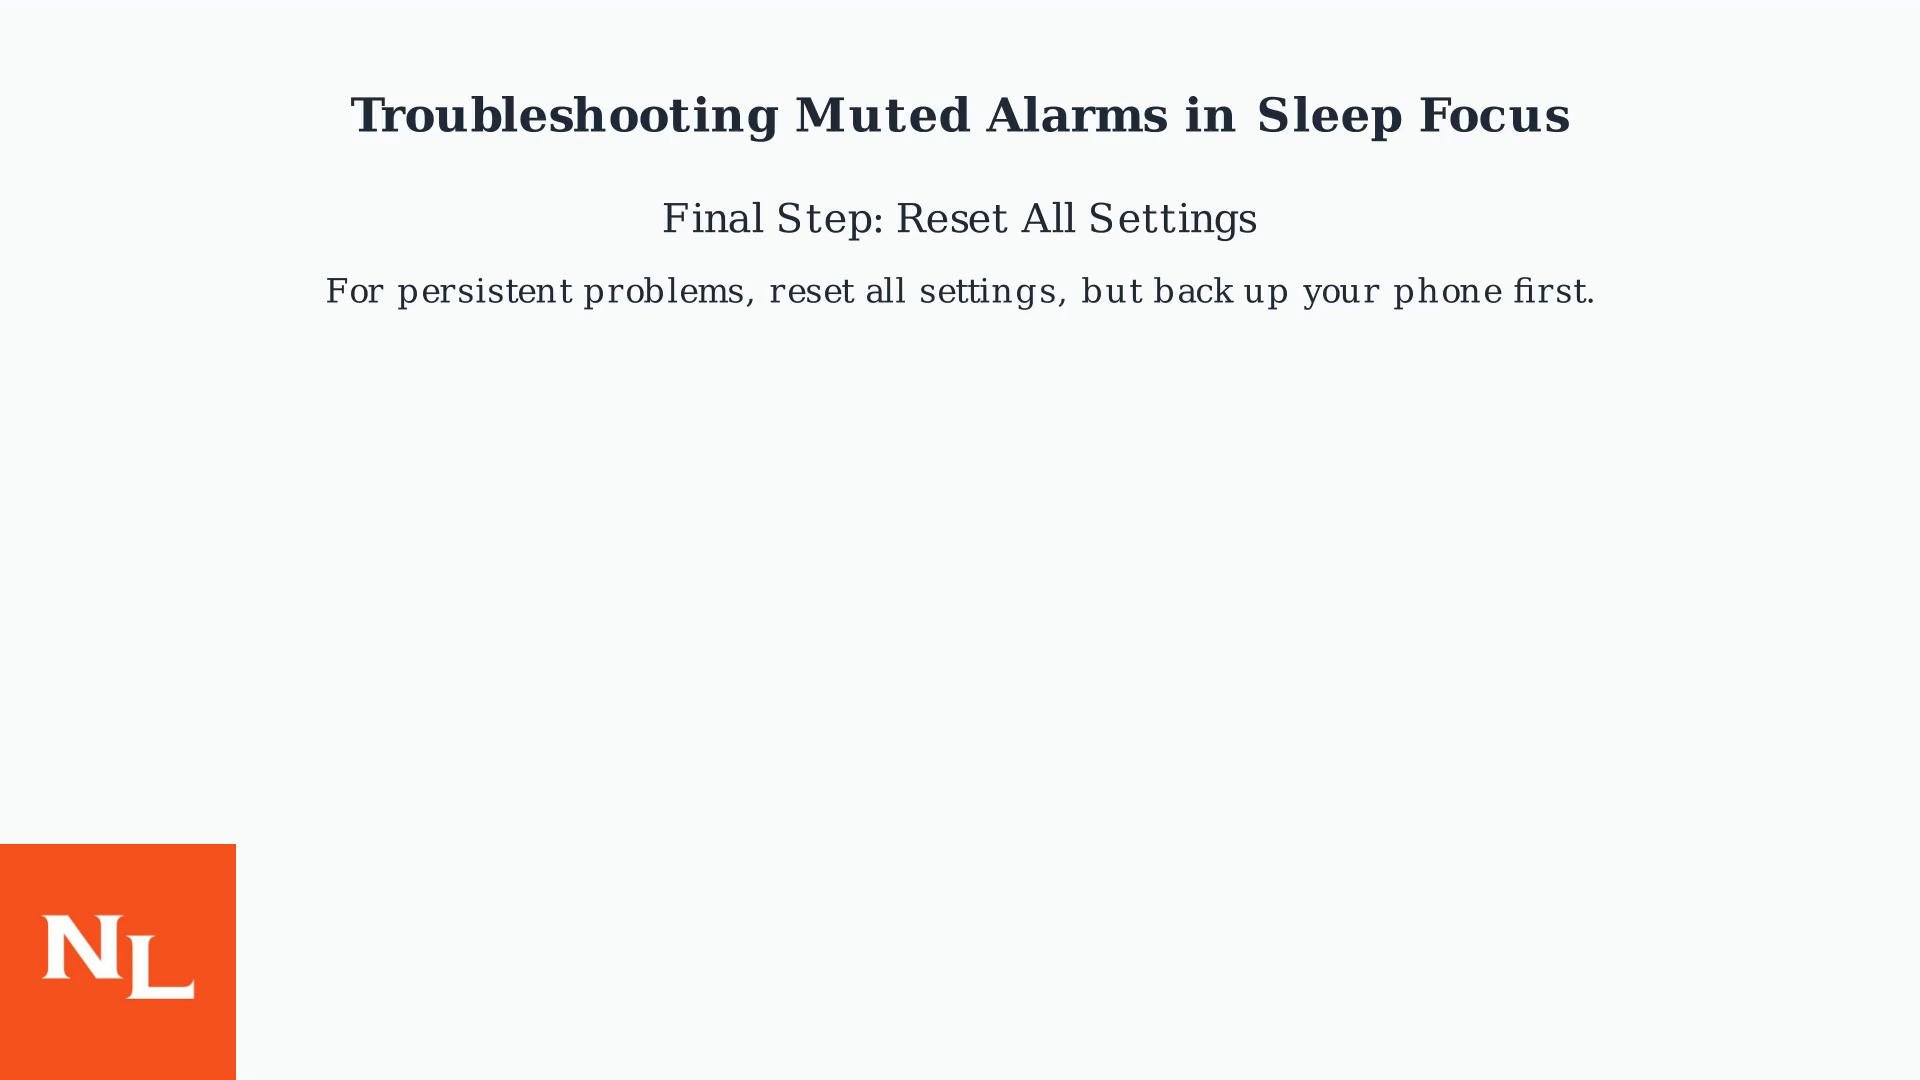 Troubleshooting Muted Alarms in Sleep Focus
Final Step: Reset All Settings
For persistent problems, reset all settings, but back up your phone first.
NL